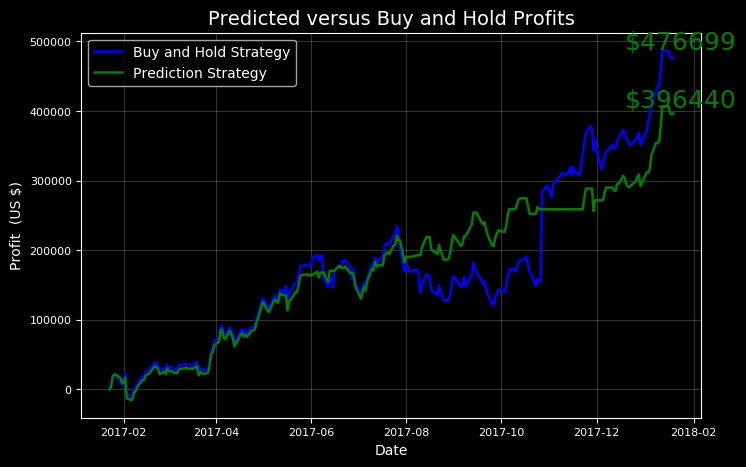 Predicted versus Buy and Hold Profits
Buy and Hold Strategy
Prediction Strategy
$476699
$396440
500000
400000
300000
200000
100000
0
Profit (US $)
2017-02 2017-04 2017-06 2017-08 2017-10 2017-12 2018-02
Date